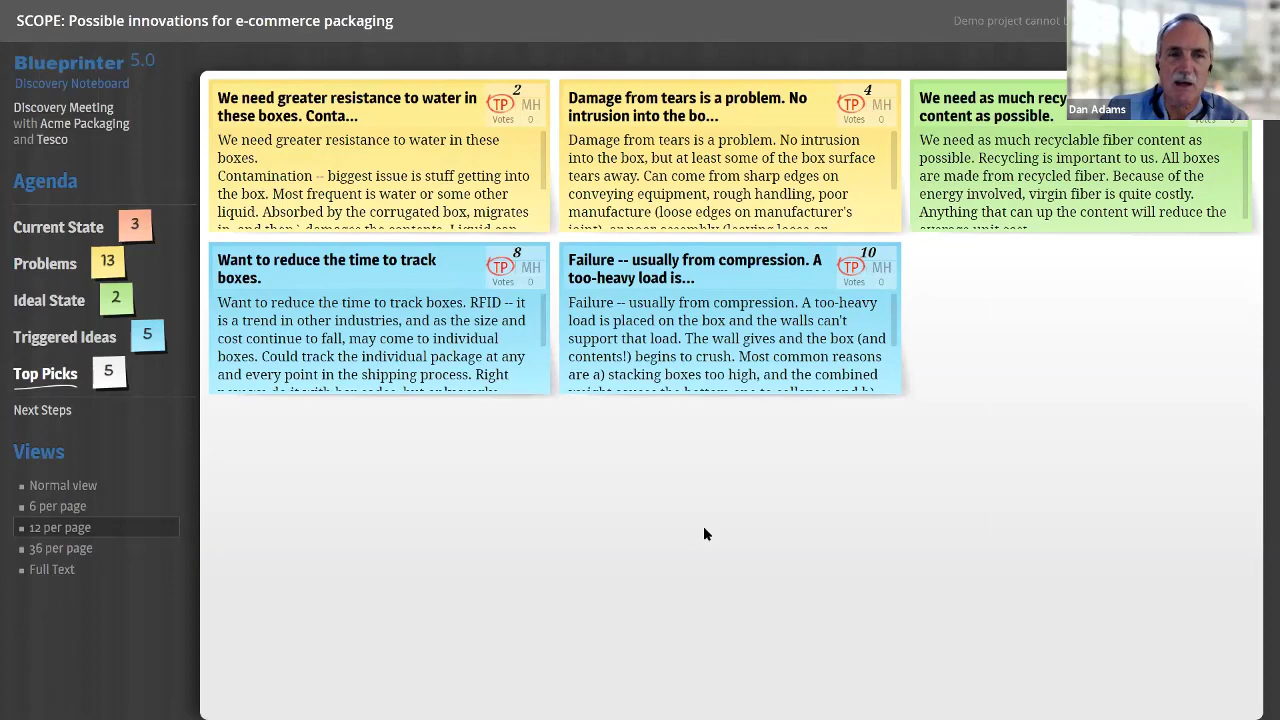 SCOPE: Possible innovations for e-commerce packaging
Demo project cannot b
Blueprinter 5.0
Discovery Noteboard
Discovery Meeting
with Acme Packaging
and Tesco
Agenda
Current State 3
Problems 13
Ideal State 2
Triggered Ideas 5
Top Picks 5
Next Steps
Views
Normal view
6 per page
12 per page
36 per page
Full Text
We need greater resistance to water in
these boxes. Conta...
2
TP MH
Votes 0
We need greater resistance to water in these
boxes.
Contamination -- biggest issue is stuff getting into
the box. Most frequent is water or some other
liquid. Absorbed by the corrugated box, migrates
Damage from tears is a problem. No
intrusion into the bo...
4
TP MH
Votes 0
Damage from tears is a problem. No intrusion
into the box, but at least some of the box surface
tears away. Can come from sharp edges on
conveying equipment, rough handling, poor
manufacture (loose edges on manufacturer's
We need as much recy
content as possible.
Votes 0
We need as much recyclable fiber content as
possible. Recycling is important to us. All boxes
are made from recycled fiber. Because of the
energy involved, virgin fiber is quite costly.
Anything that can up the content will reduce the
Dan Adams
Want to reduce the time to track
boxes.
8
TP MH
Votes 0
Want to reduce the time to track boxes. RFID -- it
is a trend in other industries, and as the size and
cost continue to fall, may come to individual
boxes. Could track the individual package at any
and every point in the shipping process. Right
Failure -- usually from compression. A
too-heavy load is...
10
TP MH
Votes 0
Failure -- usually from compression. A too-heavy
load is placed on the box and the walls can't
support that load. The wall gives and the box (and
contents!) begins to crush. Most common reasons
are a) stacking boxes too high, and the combined